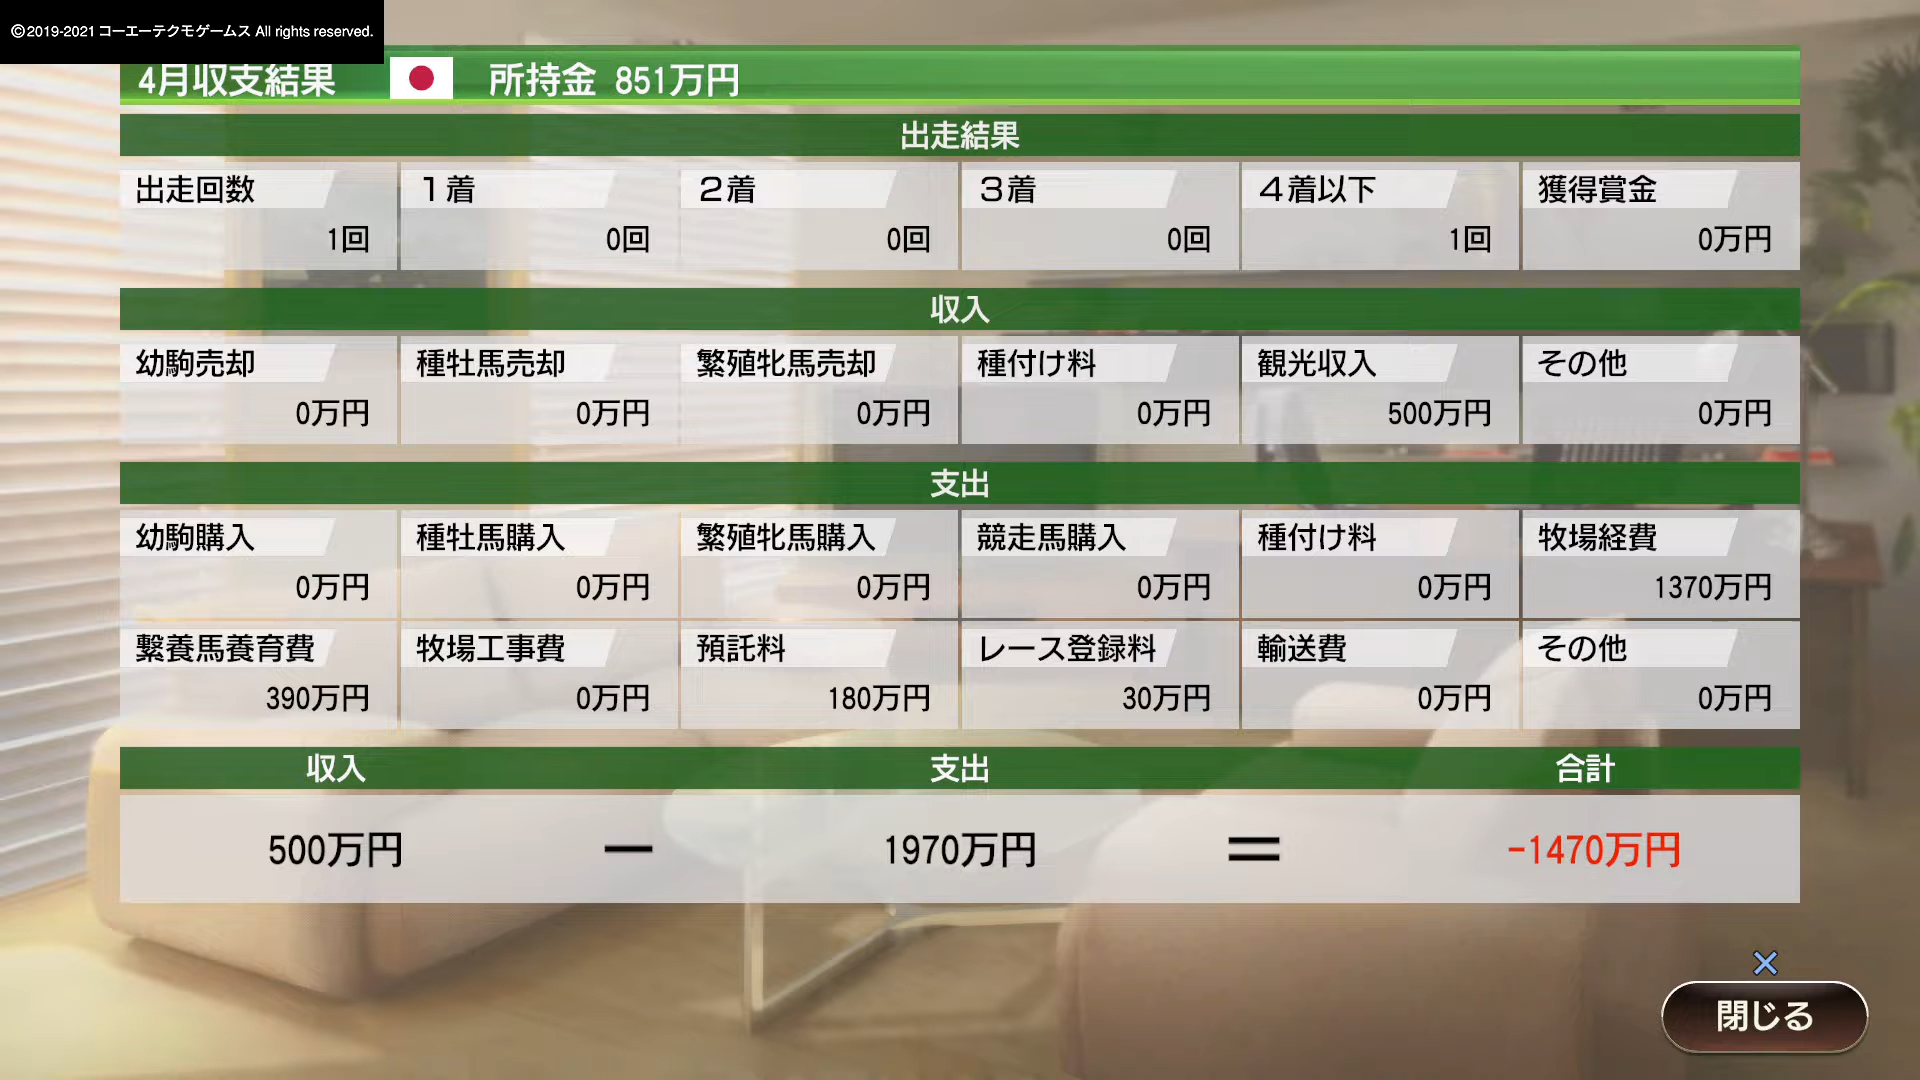 ©2019-2021 コーエーテクモゲームス All rights reserved.
4月収支結果 所持金 851万円
出走結果
出走回数 1着 2着 3着 4着以下 獲得賞金
1回 0回 0回 0回 1回 0万円
収入
幼駒売却 種牡馬売却 繁殖牝馬売却 種付け料 観光収入 その他
0万円 0万円 0万円 0万円 500万円 0万円
支出
幼駒購入 種牡馬購入 繁殖牝馬購入 競走馬購入 種付け料 牧場経費
0万円 0万円 0万円 0万円 0万円 1370万円
繋養馬養育費 牧場工事費 預託料 レース登録料 輸送費 その他
390万円 0万円 180万円 30万円 0万円 0万円
収入 支出 合計
500万円 － 1970万円 ＝ -1470万円
×
閉じる